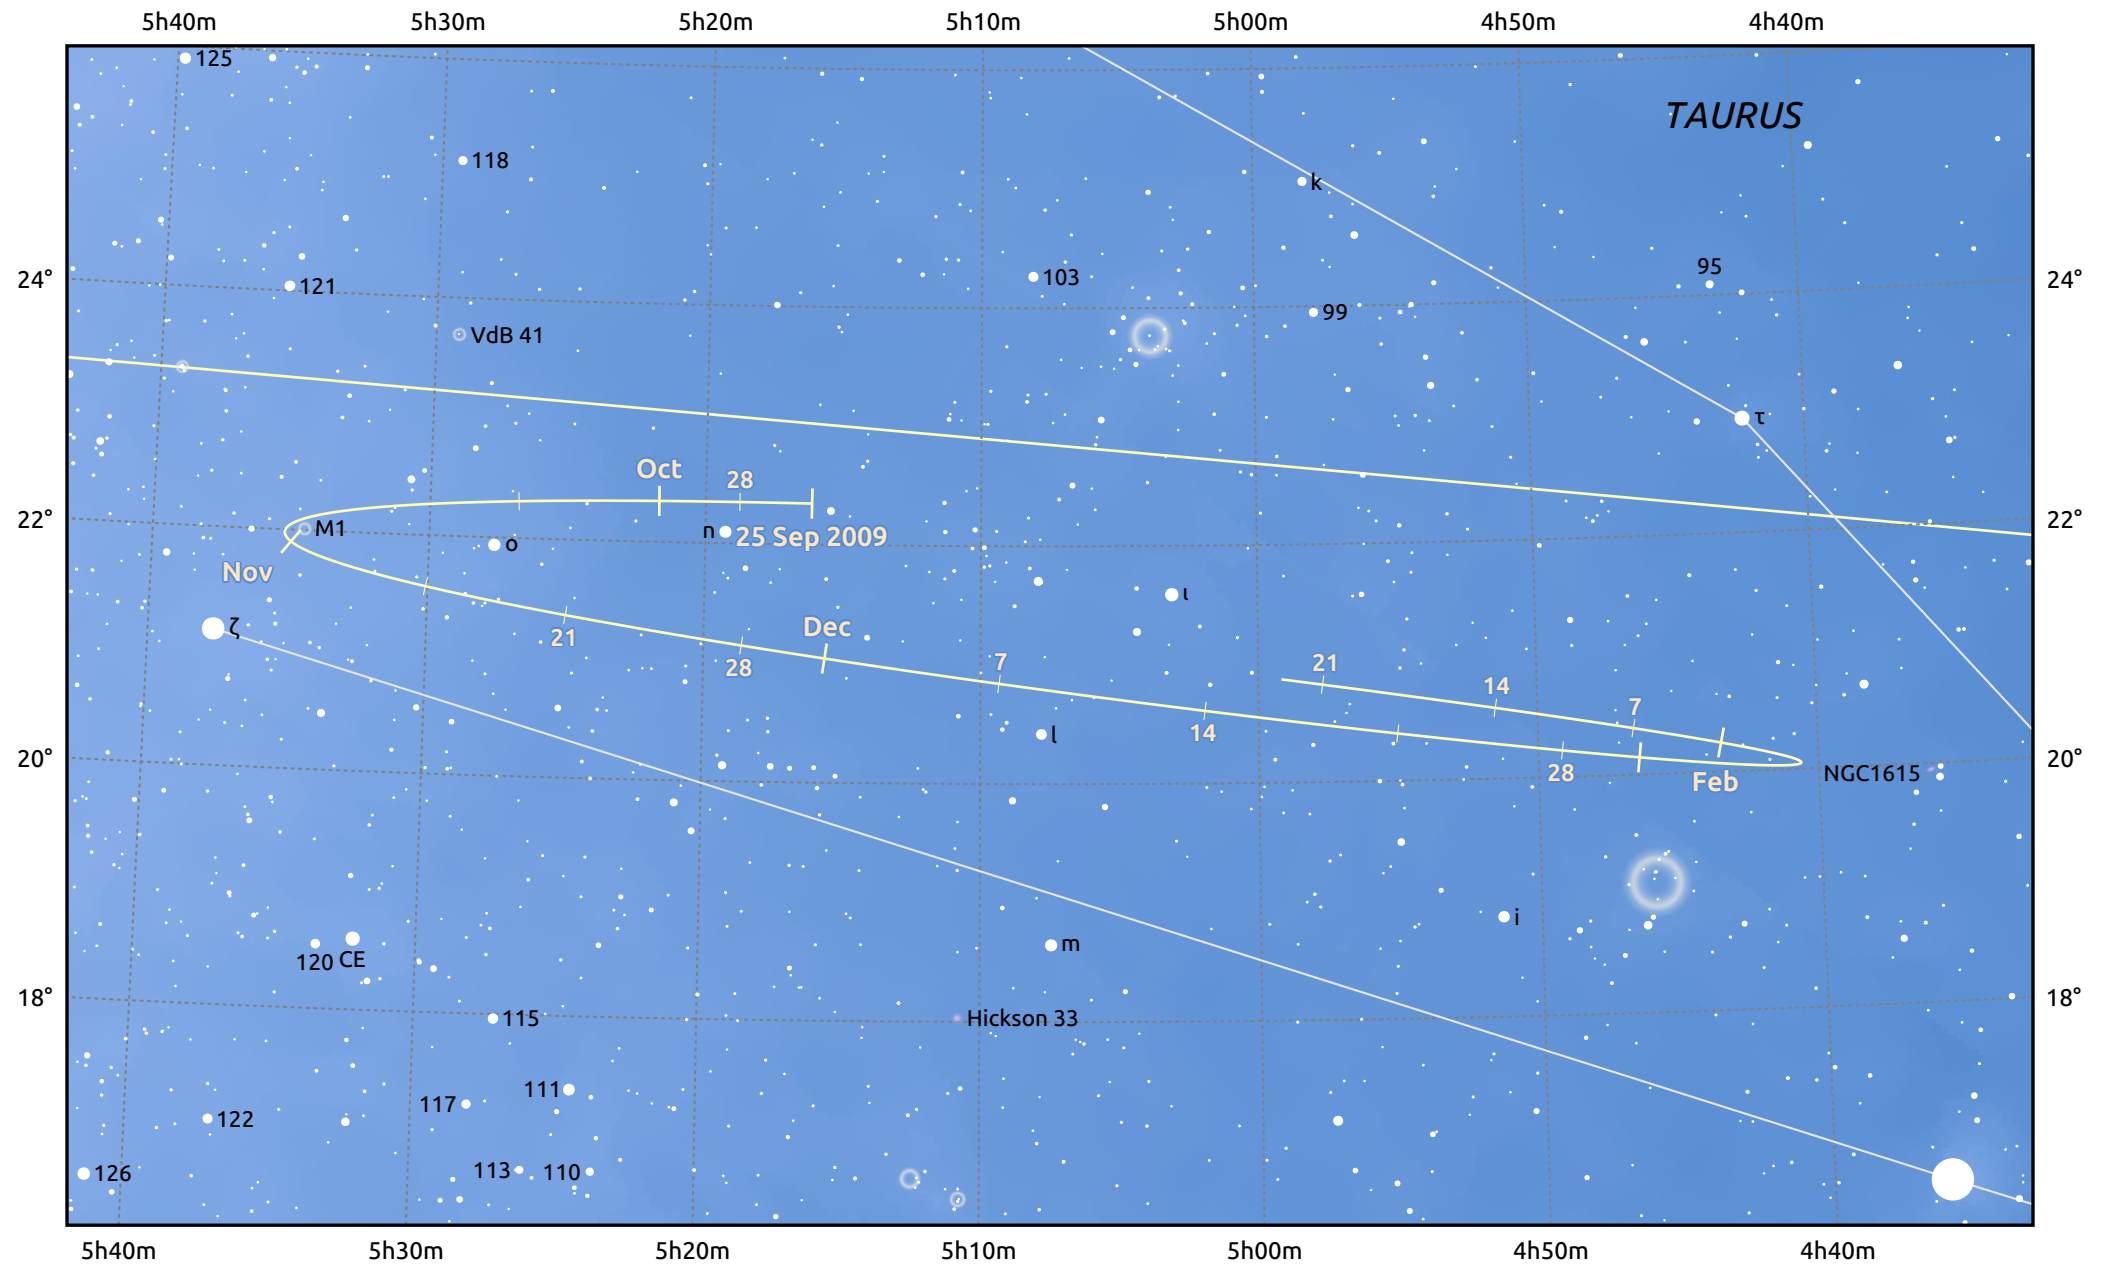 5h40m 5h30m 5h20m 5h10m 5h00m 4h50m 4h40m
125
TAURUS
118
k
95
24° 121 103 24°
99
VdB 41
τ
Oct
28
22° M1 n 25 Sep 2009 22°
o
Nov
ι
ζ 21 Dec
28 7 21
14
7
l 14
20° 28 Feb NGC1615 20°
i
m
120 CE
18° 18°
115 Hickson 33
111
117
122
126 113 110
5h40m 5h30m 5h20m 5h10m 5h00m 4h50m 4h40m